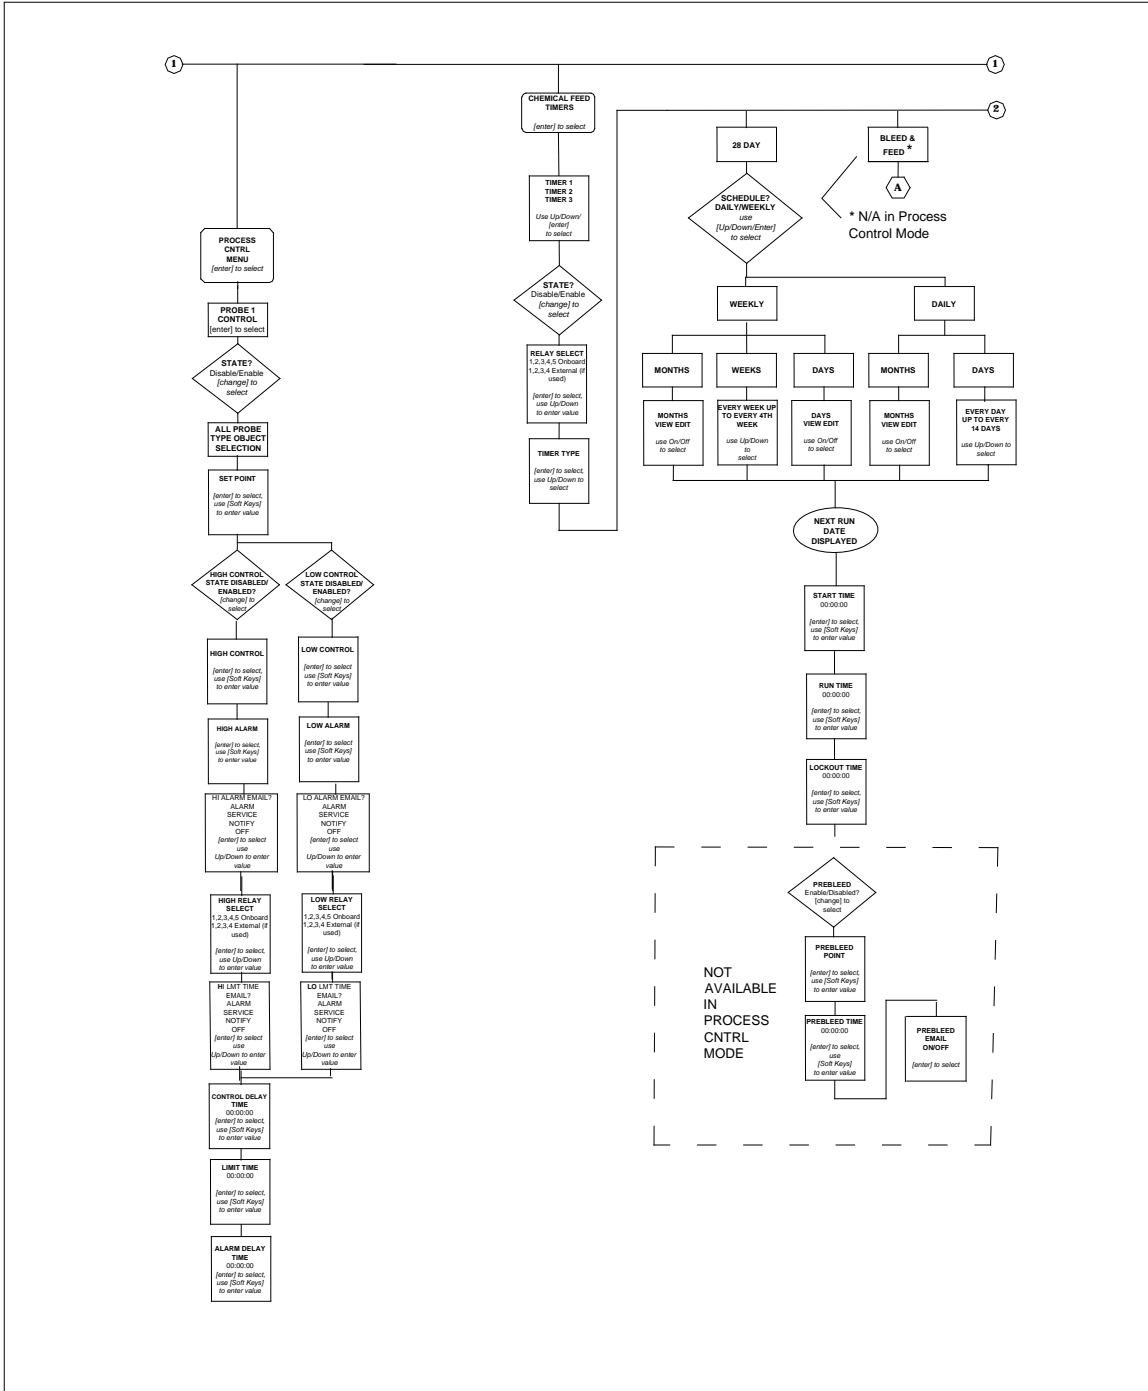 1
1
PROCESS
CNTRL
MENU
[enter] to select
PROBE 1
CONTROL
[enter] to select
STATE?
Disable/Enable
[change] to
select
ALL PROBE
TYPE OBJECT
SELECTION
SET POINT
[enter] to select,
use [Soft Keys]
to enter value
HIGH CONTROL
STATE DISABLED/
ENABLED?
[change] to
select
LOW CONTROL
STATE DISABLED/
ENABLED?
[change] to
select
HIGH CONTROL
[enter] to select,
use [Soft Keys]
to enter value
LOW CONTROL
[enter] to select
use [Soft Keys]
to enter value
HIGH ALARM
[enter] to select,
use [Soft Keys]
to enter value
LOW ALARM
[enter] to select
use [Soft Keys]
to enter value
HI ALARM EMAIL?
ALARM
SERVICE
NOTIFY
OFF
[enter] to select
use
Up/Down to enter
value
LO ALARM EMAIL?
ALARM
SERVICE
NOTIFY
OFF
[enter] to select
use
Up/Down to enter
value
HIGH RELAY
SELECT
1,2,3,4,5 Onboard
1,2,3,4 External (if
used)
[enter] to select,
use Up/Down
to enter value
LOW RELAY
SELECT
1,2,3,4,5 Onboard
1,2,3,4 External (if
used)
[enter] to select,
use Up/Down
to enter value
HI LMT TIME
EMAIL?
ALARM
SERVICE
NOTIFY
OFF
[enter] to select
use
Up/Down to enter
value
LO LMT TIME
EMAIL?
ALARM
SERVICE
NOTIFY
OFF
[enter] to select
use
Up/Down to enter
value
CONTROL DELAY
TIME
00:00:00
[enter] to select,
use [Soft Keys]
to enter value
LIMIT TIME
00:00:00
[enter] to select,
use [Soft Keys]
to enter value
ALARM DELAY
TIME
00:00:00
[enter] to select,
use [Soft Keys]
to enter value
CHEMICAL FEED
TIMERS
[enter] to select
TIMER 1
TIMER 2
TIMER 3
Use Up/Down/
[enter]
to select
STATE?
Disable/Enable
[change] to
select
RELAY SELECT
1,2,3,4,5 Onboard
1,2,3,4 External (if
used)
[enter] to select,
use Up/Down
to enter value
TIMER TYPE
[enter] to select,
use Up/Down to
select
2
28 DAY
BLEED &
FEED *
A
* N/A in Process
Control Mode
SCHEDULE?
DAILY/WEEKLY
use
[Up/Down/Enter]
to select
WEEKLY
DAILY
MONTHS
WEEKS
DAYS
MONTHS
DAYS
MONTHS
VIEW EDIT
use On/Off
to select
EVERY WEEK UP
TO EVERY 4TH
WEEK
use Up/Down
to
select
DAYS
VIEW EDIT
use On/Off
to select
MONTHS
VIEW EDIT
use On/Off
to select
EVERY DAY
UP TO EVERY
14 DAYS
use Up/Down to
select
NEXT RUN
DATE
DISPLAYED
START TIME
00:00:00
[enter] to select,
use [Soft Keys]
to enter value
RUN TIME
00:00:00
[enter] to select,
use [Soft Keys]
to enter value
LOCKOUT TIME
00:00:00
[enter] to select,
use [Soft Keys]
to enter value
PREBLEED
Enable/Disabled?
[change] to
select
PREBLEED
POINT
[enter] to select,
use [Soft Keys]
to enter value
NOT
AVAILABLE
IN
PROCESS
CNTRL
MODE
PREBLEED TIME
00:00:00
[enter] to select,
use
[Soft Keys]
to enter value
PREBLEED
EMAIL
ON/OFF
[enter] to select